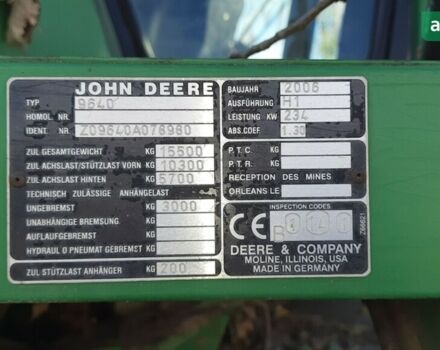 JOHN DEERE
TYP 9640
HOMOL. NR.
IDENT. NR. Z09640A078980
ZUL GESAMTGEWICHT KG 15500
ZUL ACHSLAST/STÜTZLAST VORN KG 10300
ZUL ACHSLAST HINTEN KG 5700
TECHNISCH ZULÄSSIGE ANHÄNGELAST
UNGEBREMST KG 3000
UNABHÄNGIGE BREMSUNG KG
AUFLAUFGEBREMST KG
HYDRAUL O PNEUMAT GEBREMST KG
ZUL STÜTZLAST ANHÄNGER KG 200
BAUJAHR 2006
AUSFÜHRUNG H1
LEISTUNG KW 234
ABS.COEF 1.30
P.T.C. KG
P.T.R. KG
RECEPTION DES MINES
ORLEANS LE
INSPECTION CODES
CE
Z66621
DEERE & COMPANY
MOLINE, ILLINOIS, USA
MADE IN GERMANY